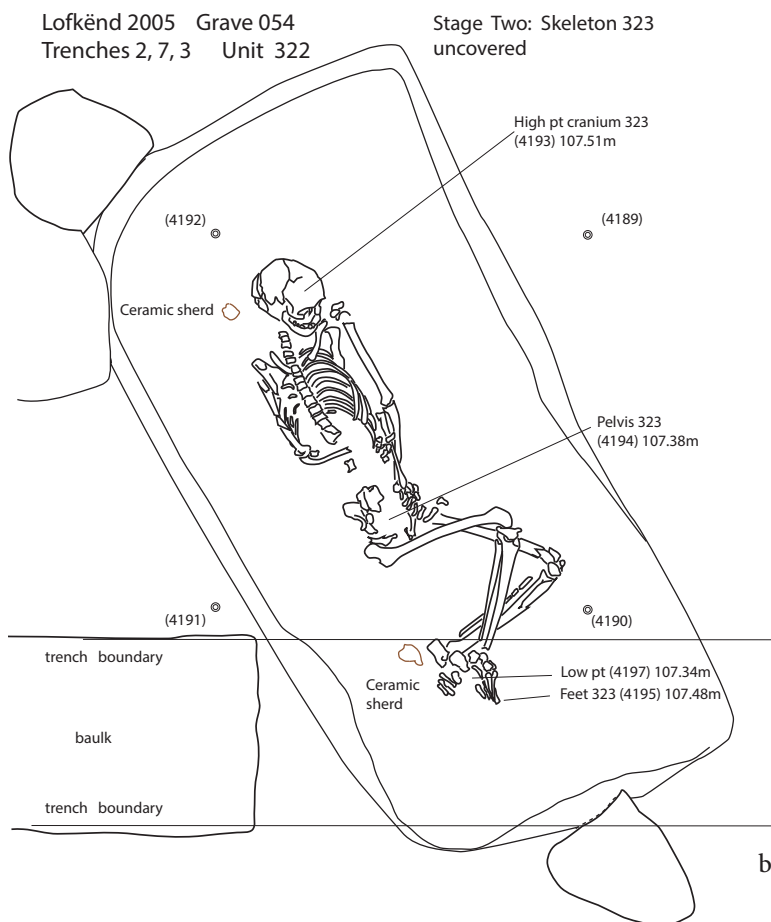 Lofkënd 2005 Grave 054
Trenches 2, 7, 3 Unit 322
Stage Two: Skeleton 323
uncovered
High pt cranium 323
(4193) 107.51m
(4192)
(4189)
Ceramic sherd
Pelvis 323
(4194) 107.38m
(4191)
(4190)
trench boundary
Ceramic
sherd
Low pt (4197) 107.34m
Feet 323 (4195) 107.48m
baulk
trench boundary
b